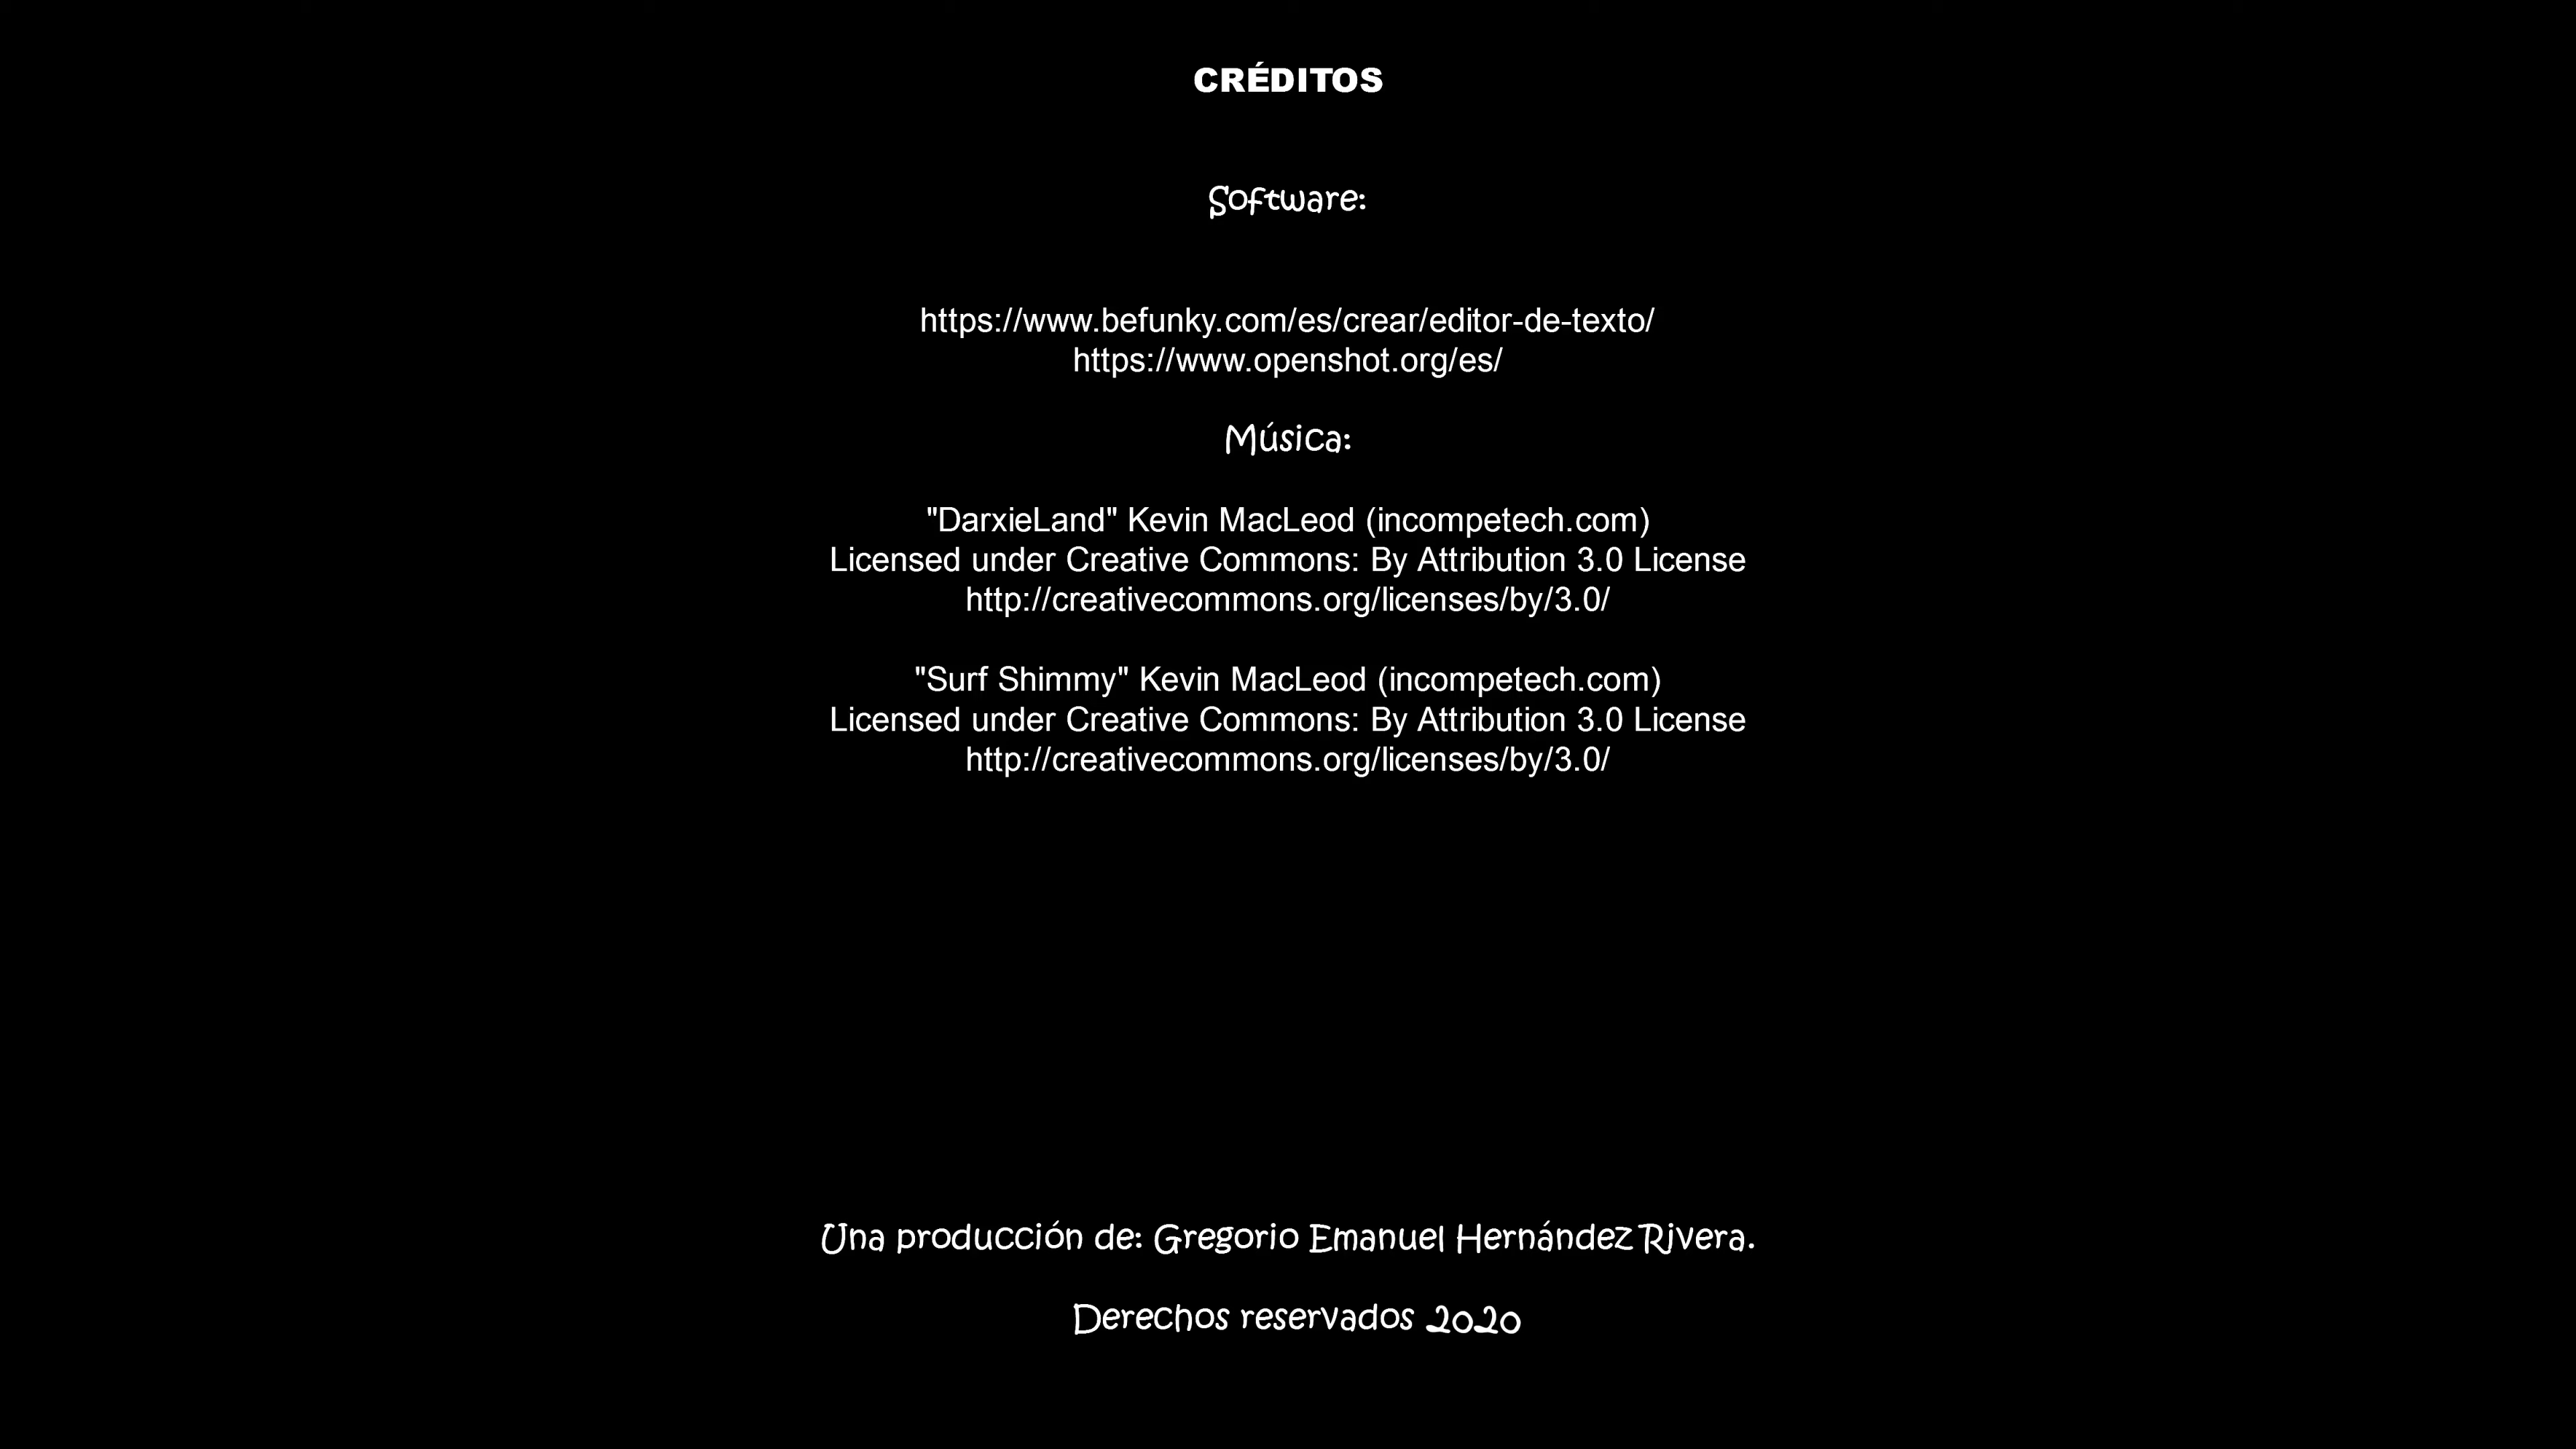 CRÉDITOS
Software:
https://www.befunky.com/es/crear/editor-de-texto/
https://www.openshot.org/es/
Música:
"DarxieLand" Kevin MacLeod (incompetech.com)
Licensed under Creative Commons: By Attribution 3.0 License
http://creativecommons.org/licenses/by/3.0/
"Surf Shimmy" Kevin MacLeod (incompetech.com)
Licensed under Creative Commons: By Attribution 3.0 License
http://creativecommons.org/licenses/by/3.0/
Una producción de: Gregorio Emanuel Hernández Rivera.
Derechos reservados 2020